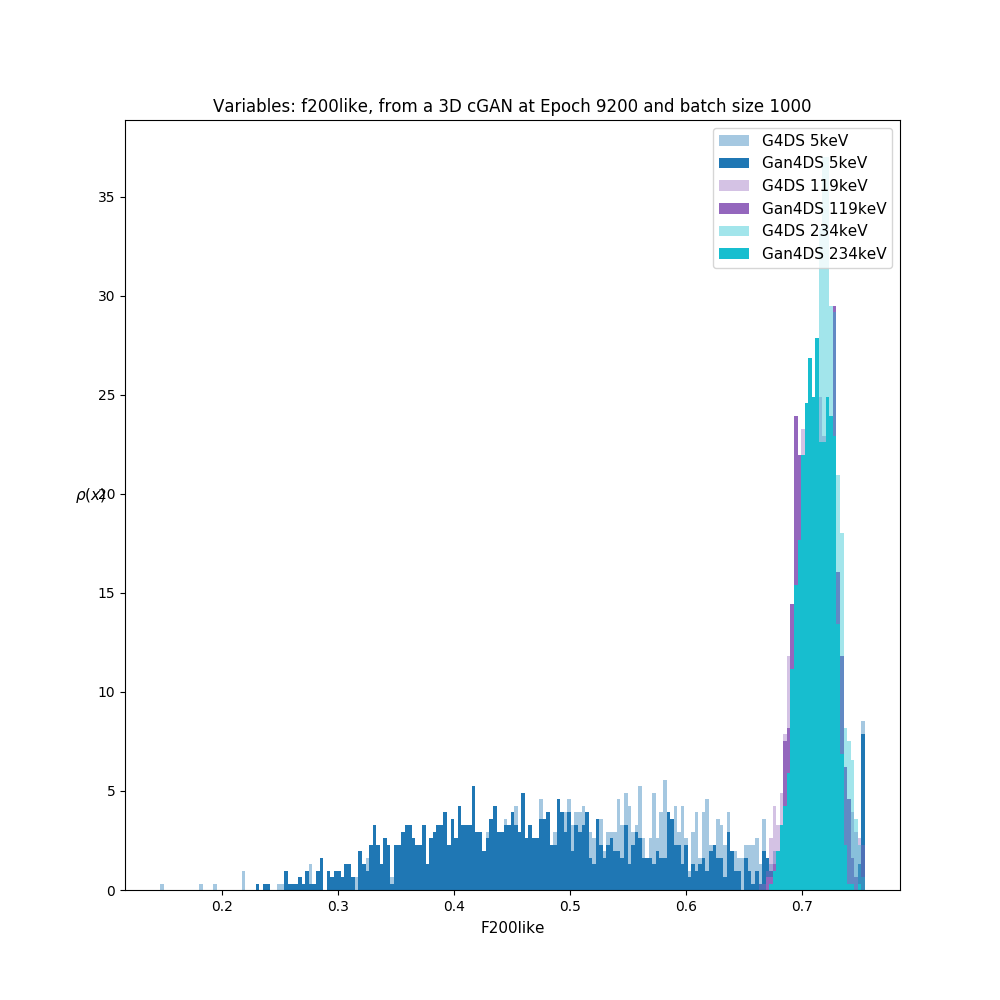 Variables: f200like, from a 3D cGAN at Epoch 9200 and batch size 1000
G4DS 5keV
Gan4DS 5keV
G4DS 119keV
Gan4DS 119keV
G4DS 234keV
Gan4DS 234keV
35
30
25
ρ(x)
20
15
10
5
0
0.2 0.3 0.4 0.5 0.6 0.7
F200like